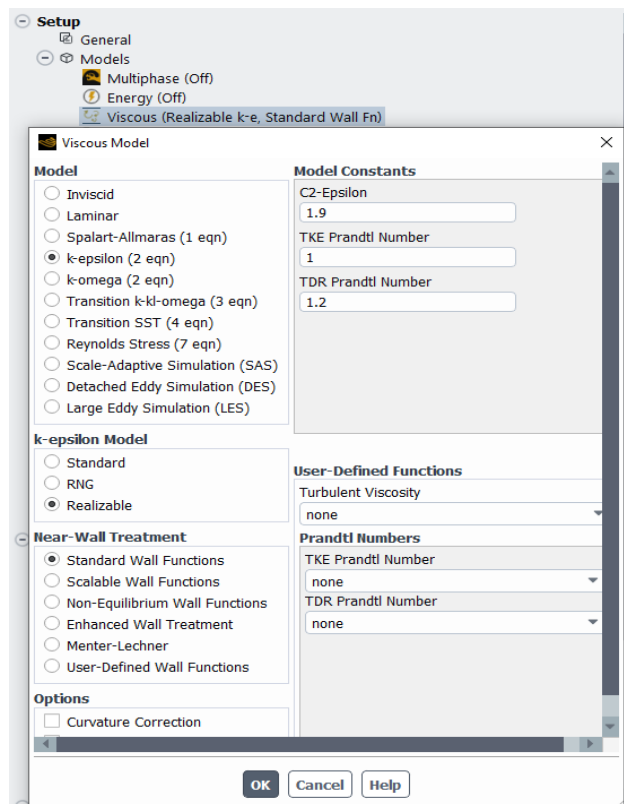 Setup
General
Models
Multiphase (Off)
Energy (Off)
Viscous (Realizable k-e, Standard Wall Fn)
Viscous Model
Model
Inviscid
Laminar
Spalart-Allmaras (1 eqn)
k-epsilon (2 eqn)
k-omega (2 eqn)
Transition k-kl-omega (3 eqn)
Transition SST (4 eqn)
Reynolds Stress (7 eqn)
Scale-Adaptive Simulation (SAS)
Detached Eddy Simulation (DES)
Large Eddy Simulation (LES)
k-epsilon Model
Standard
RNG
Realizable
Near-Wall Treatment
Standard Wall Functions
Scalable Wall Functions
Non-Equilibrium Wall Functions
Enhanced Wall Treatment
Menter-Lechner
User-Defined Wall Functions
Options
Curvature Correction
Model Constants
C2-Epsilon
1.9
TKE Prandtl Number
1
TDR Prandtl Number
1.2
User-Defined Functions
Turbulent Viscosity
none
Prandtl Numbers
TKE Prandtl Number
none
TDR Prandtl Number
none
OK Cancel Help